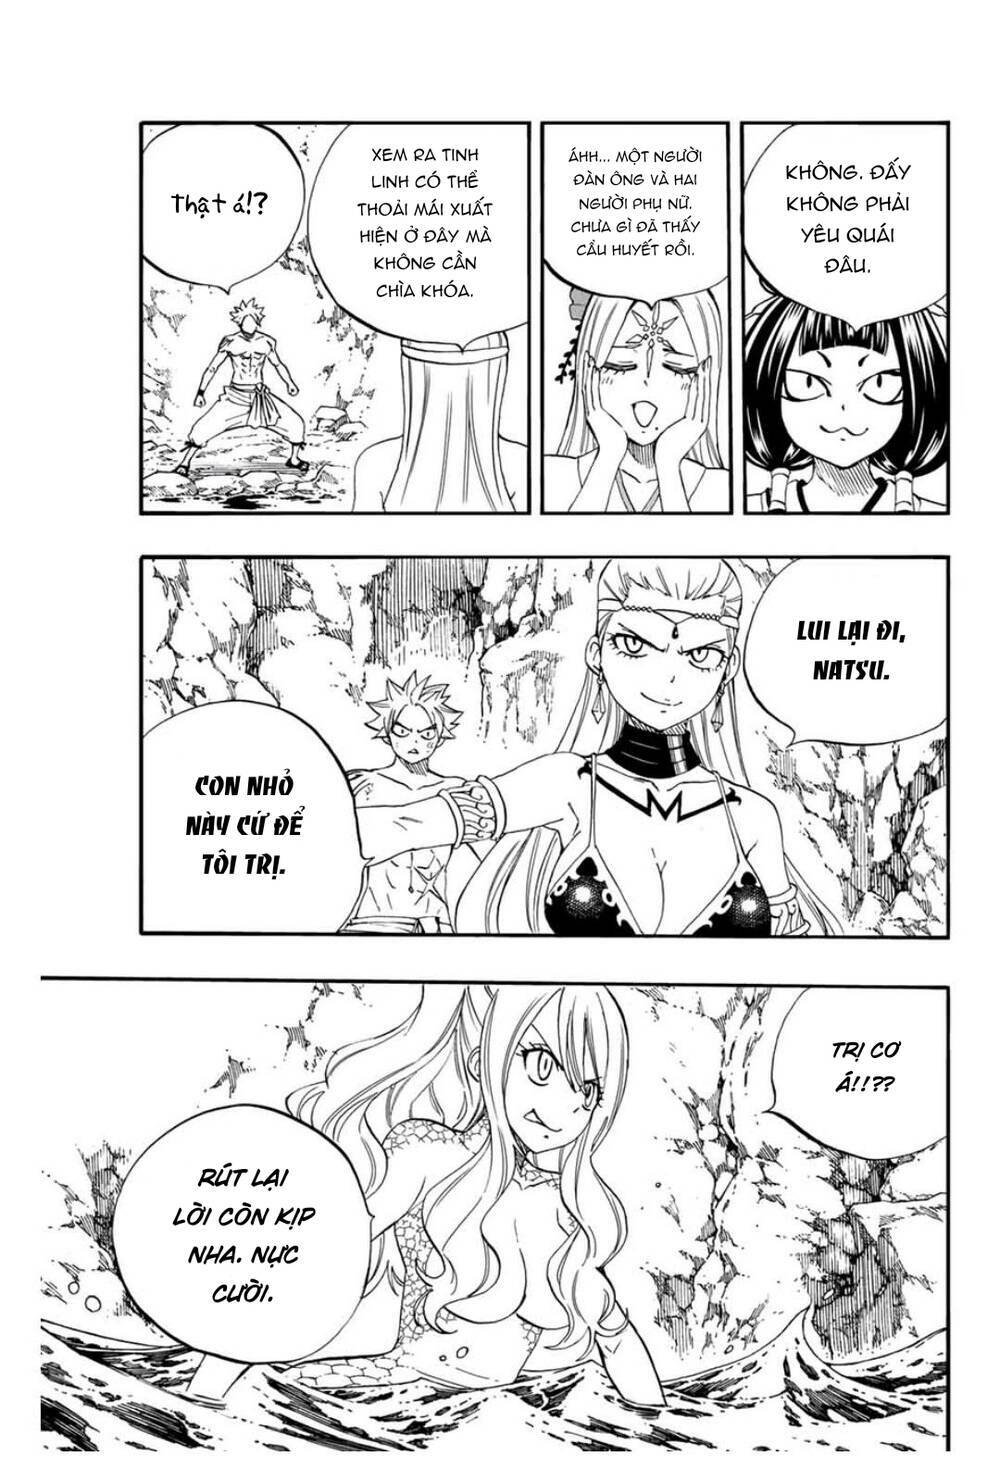 KHÔNG. ĐẤY
KHÔNG PHẢI
YÊU QUÁI
ĐÂU.
ÁHH... MỘT NGƯỜI
ĐÀN ÔNG VÀ HAI
NGƯỜI PHỤ NỮ.
CHƯA GÌ ĐÃ THẤY
CẦU HUYẾT RỒI.
XEM RA TINH
LINH CÓ THỂ
THOẢI MÁI XUẤT
HIỆN Ở ĐÂY MÀ
KHÔNG CẦN
CHÌA KHÓA.
Thật á!?
LUI LẠI ĐI,
NATSU.
CON NHỎ
NÀY CỨ ĐỂ
TÔI TRỊ.
TRỊ CƠ
Á!!??
RÚT LẠI
LỜI CÒN KỊP
NHA. NỰC
CƯỜI.